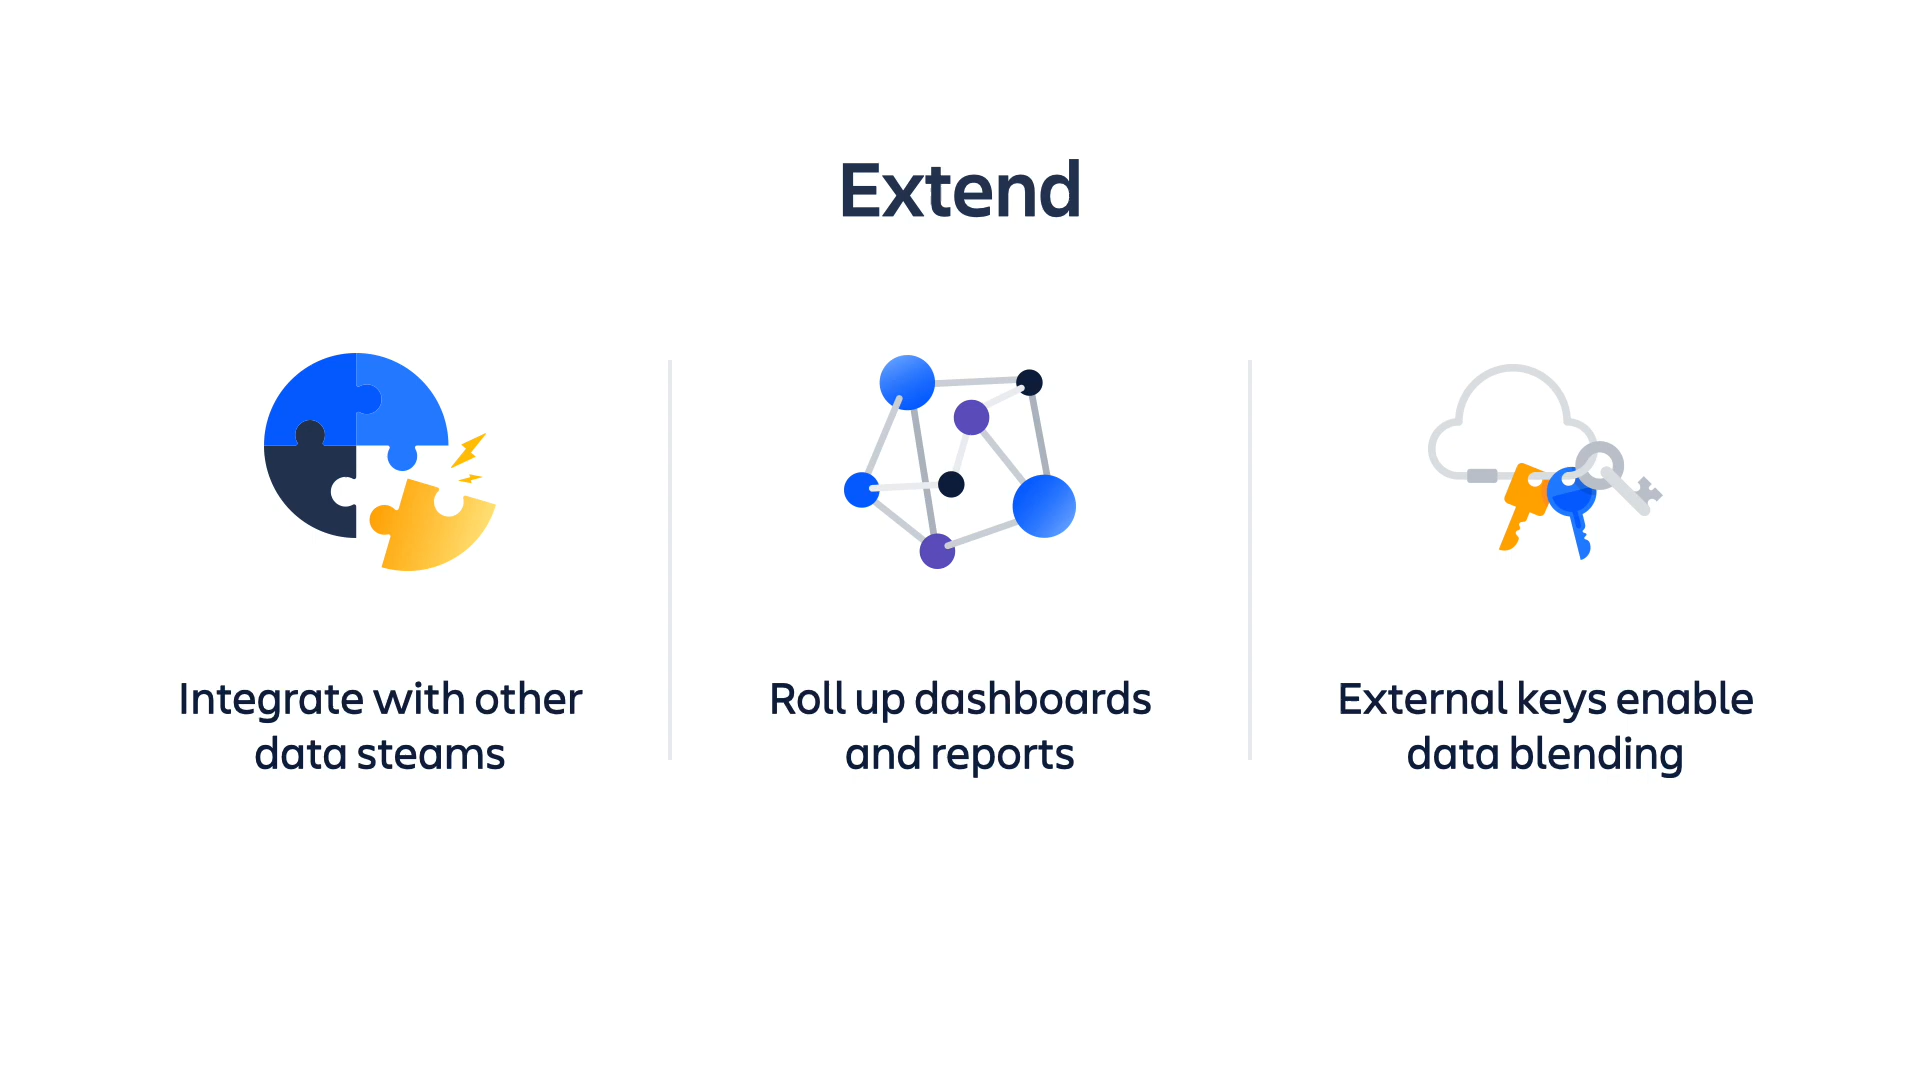 Extend
Integrate with other
data steams
Roll up dashboards
and reports
External keys enable
data blending